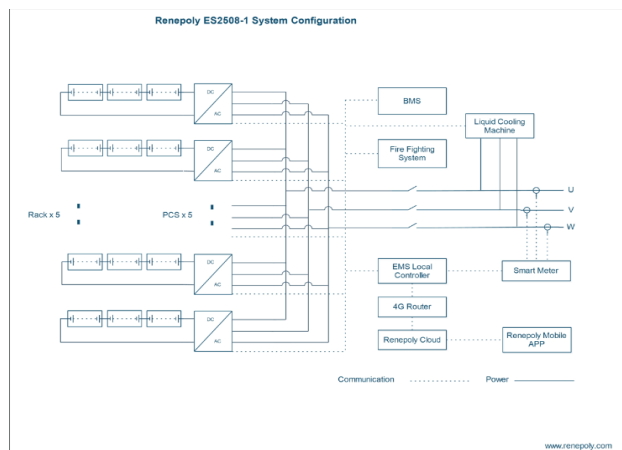 Renepoly ES2508-1 System Configuration
DC
AC
BMS
Liquid Cooling
Machine
DC
AC
Fire Fighting
System
U
Rack x 5
PCS x 5
V
W
DC
AC
EMS Local
Controller
Smart Meter
4G Router
DC
AC
Renepoly Cloud
Renepoly Mobile
APP
Communication
Power
www.renepoly.com